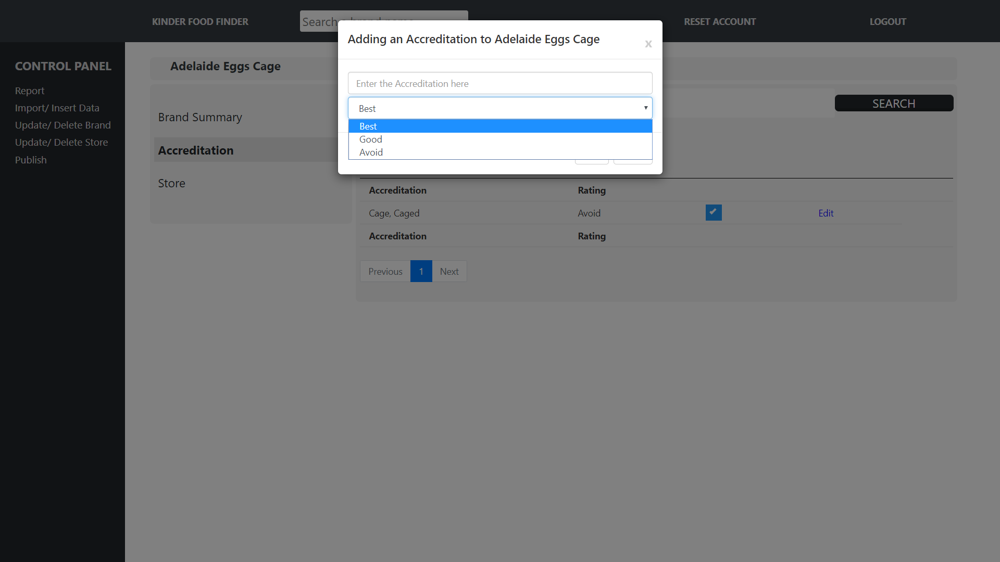 KINDER FOOD FINDER
Search a brand name
RESET ACCOUNT
LOGOUT
Adding an Accreditation to Adelaide Eggs Cage
x
Enter the Accreditation here
Best
Best
Good
Avoid
CONTROL PANEL
Report
Import/ Insert Data
Update/ Delete Brand
Update/ Delete Store
Publish
Adelaide Eggs Cage
Brand Summary
Accreditation
Store
SEARCH
Accreditation Rating
Cage, Caged Avoid Edit
Accreditation Rating
Previous 1 Next